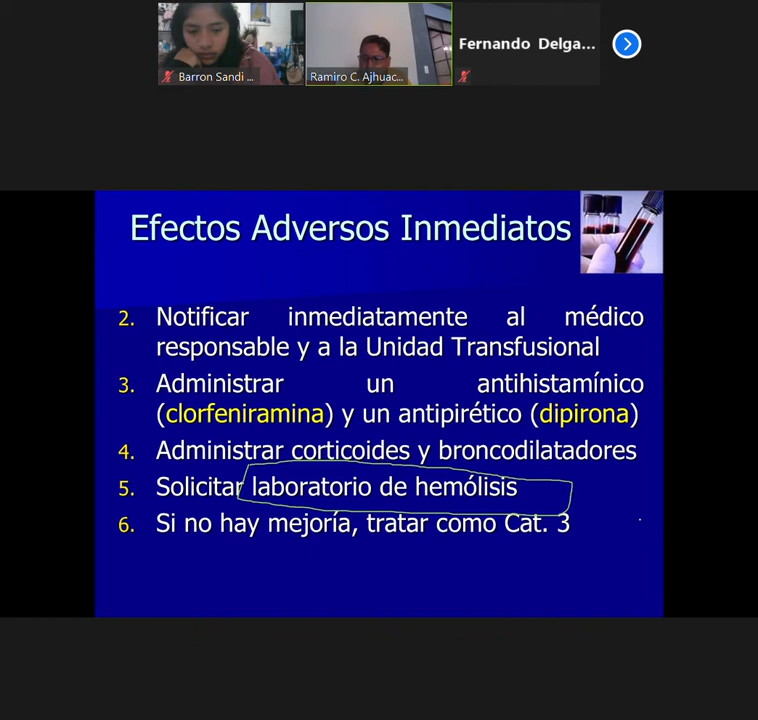 Barron Sandi ...
Ramiro C. Ajhuac...
Fernando Delga...
Efectos Adversos Inmediatos
2. Notificar inmediatamente al médico
responsable y a la Unidad Transfusional
3. Administrar un antihistamínico
(clorfeniramina) y un antipirético (dipirona)
4. Administrar corticoides y broncodilatadores
5. Solicitar laboratorio de hemólisis
6. Si no hay mejoría, tratar como Cat. 3